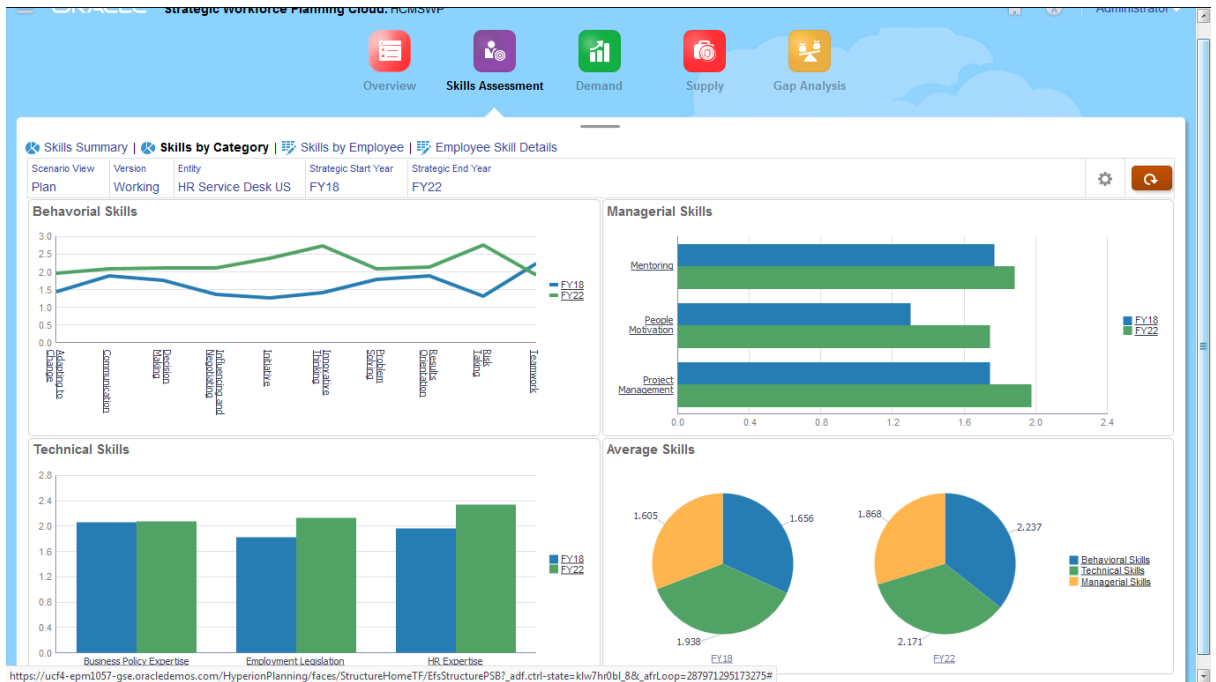 ORACLE Strategic Workforce Planning Cloud: HCMSWP Administrator
Overview Skills Assessment Demand Supply Gap Analysis
Skills Summary | Skills by Category | Skills by Employee | Employee Skill Details
Scenario View Version Entity Strategic Start Year Strategic End Year
Plan Working HR Service Desk US FY18 FY22
Behavorial Skills
3.0
2.5
2.0
1.5
1.0
0.5
0.0
Adapting to
Change
Communication
Decision
Making
Influencing and
Negotiating
Initiative
Innovative
Thinking
Problem
Solving
Results
Orientation
Risk
Taking
Teamwork
FY18
FY22
Managerial Skills
Mentoring
People
Motivation
Project
Management
0.0 0.4 0.8 1.2 1.6 2.0 2.4
FY18
FY22
Technical Skills
2.8
2.4
2.0
1.6
1.2
0.8
0.4
0.0
Business Policy Expertise Employment Legislation HR Expertise
FY18
FY22
Average Skills
1.605
1.656
1.938
FY18
1.868
2.237
2.171
FY22
Behavioral Skills
Technical Skills
Managerial Skills
https://ucf4-epm1057-gse.oracledemos.com/HyperionPlanning/faces/StructureHomeTF/EfsStructurePSB?_adf.ctrl-state=klw7hr0bl_8&_afrLoop=287971295173275#